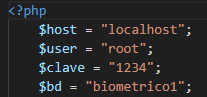 <?php
$host = "localhost";
$user = "root";
$clave = "1234";
$bd = "biometrico1";